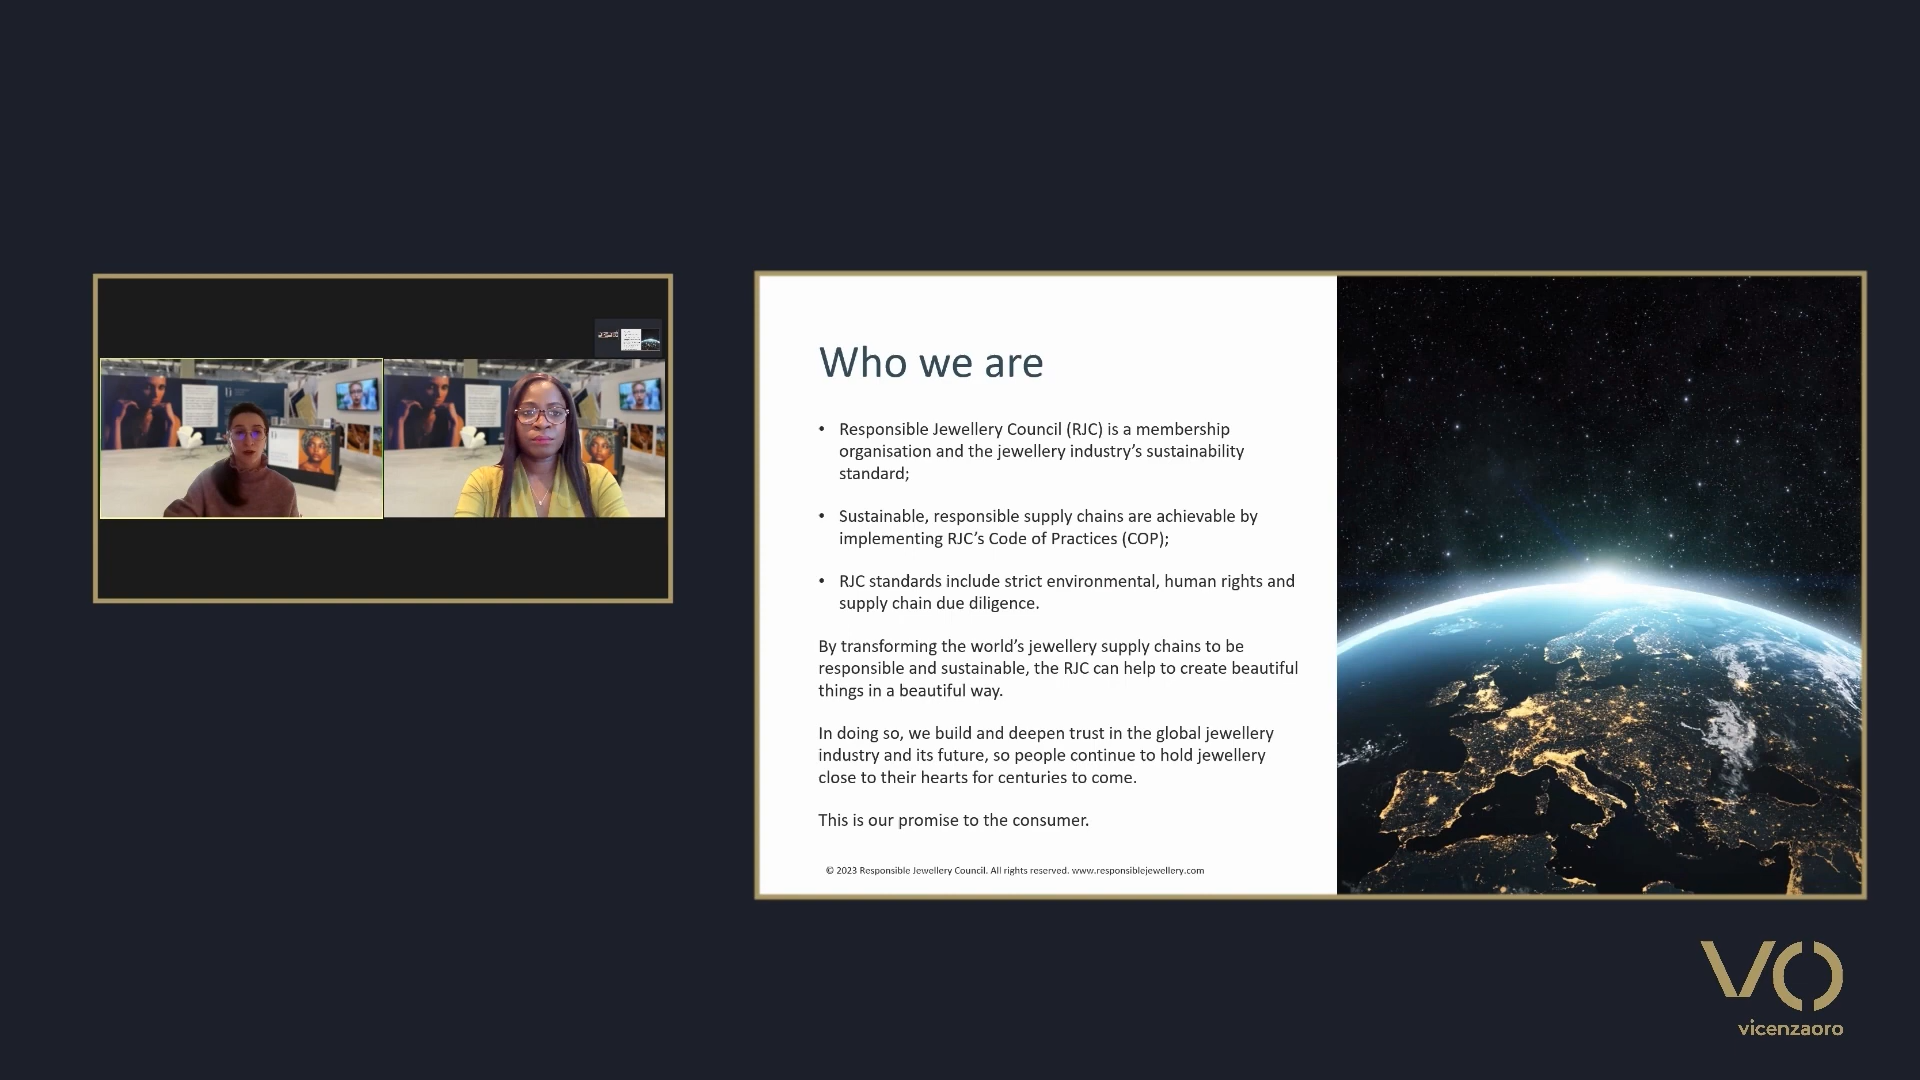 Who we are
• Responsible Jewellery Council (RJC) is a membership
organisation and the jewellery industry’s sustainability
standard;
• Sustainable, responsible supply chains are achievable by
implementing RJC’s Code of Practices (COP);
• RJC standards include strict environmental, human rights and
supply chain due diligence.
By transforming the world’s jewellery supply chains to be
responsible and sustainable, the RJC can help to create beautiful
things in a beautiful way.
In doing so, we build and deepen trust in the global jewellery
industry and its future, so people continue to hold jewellery
close to their hearts for centuries to come.
This is our promise to the consumer.
© 2023 Responsible Jewellery Council. All rights reserved. www.responsiblejewellery.com
VO
vicenzaoro